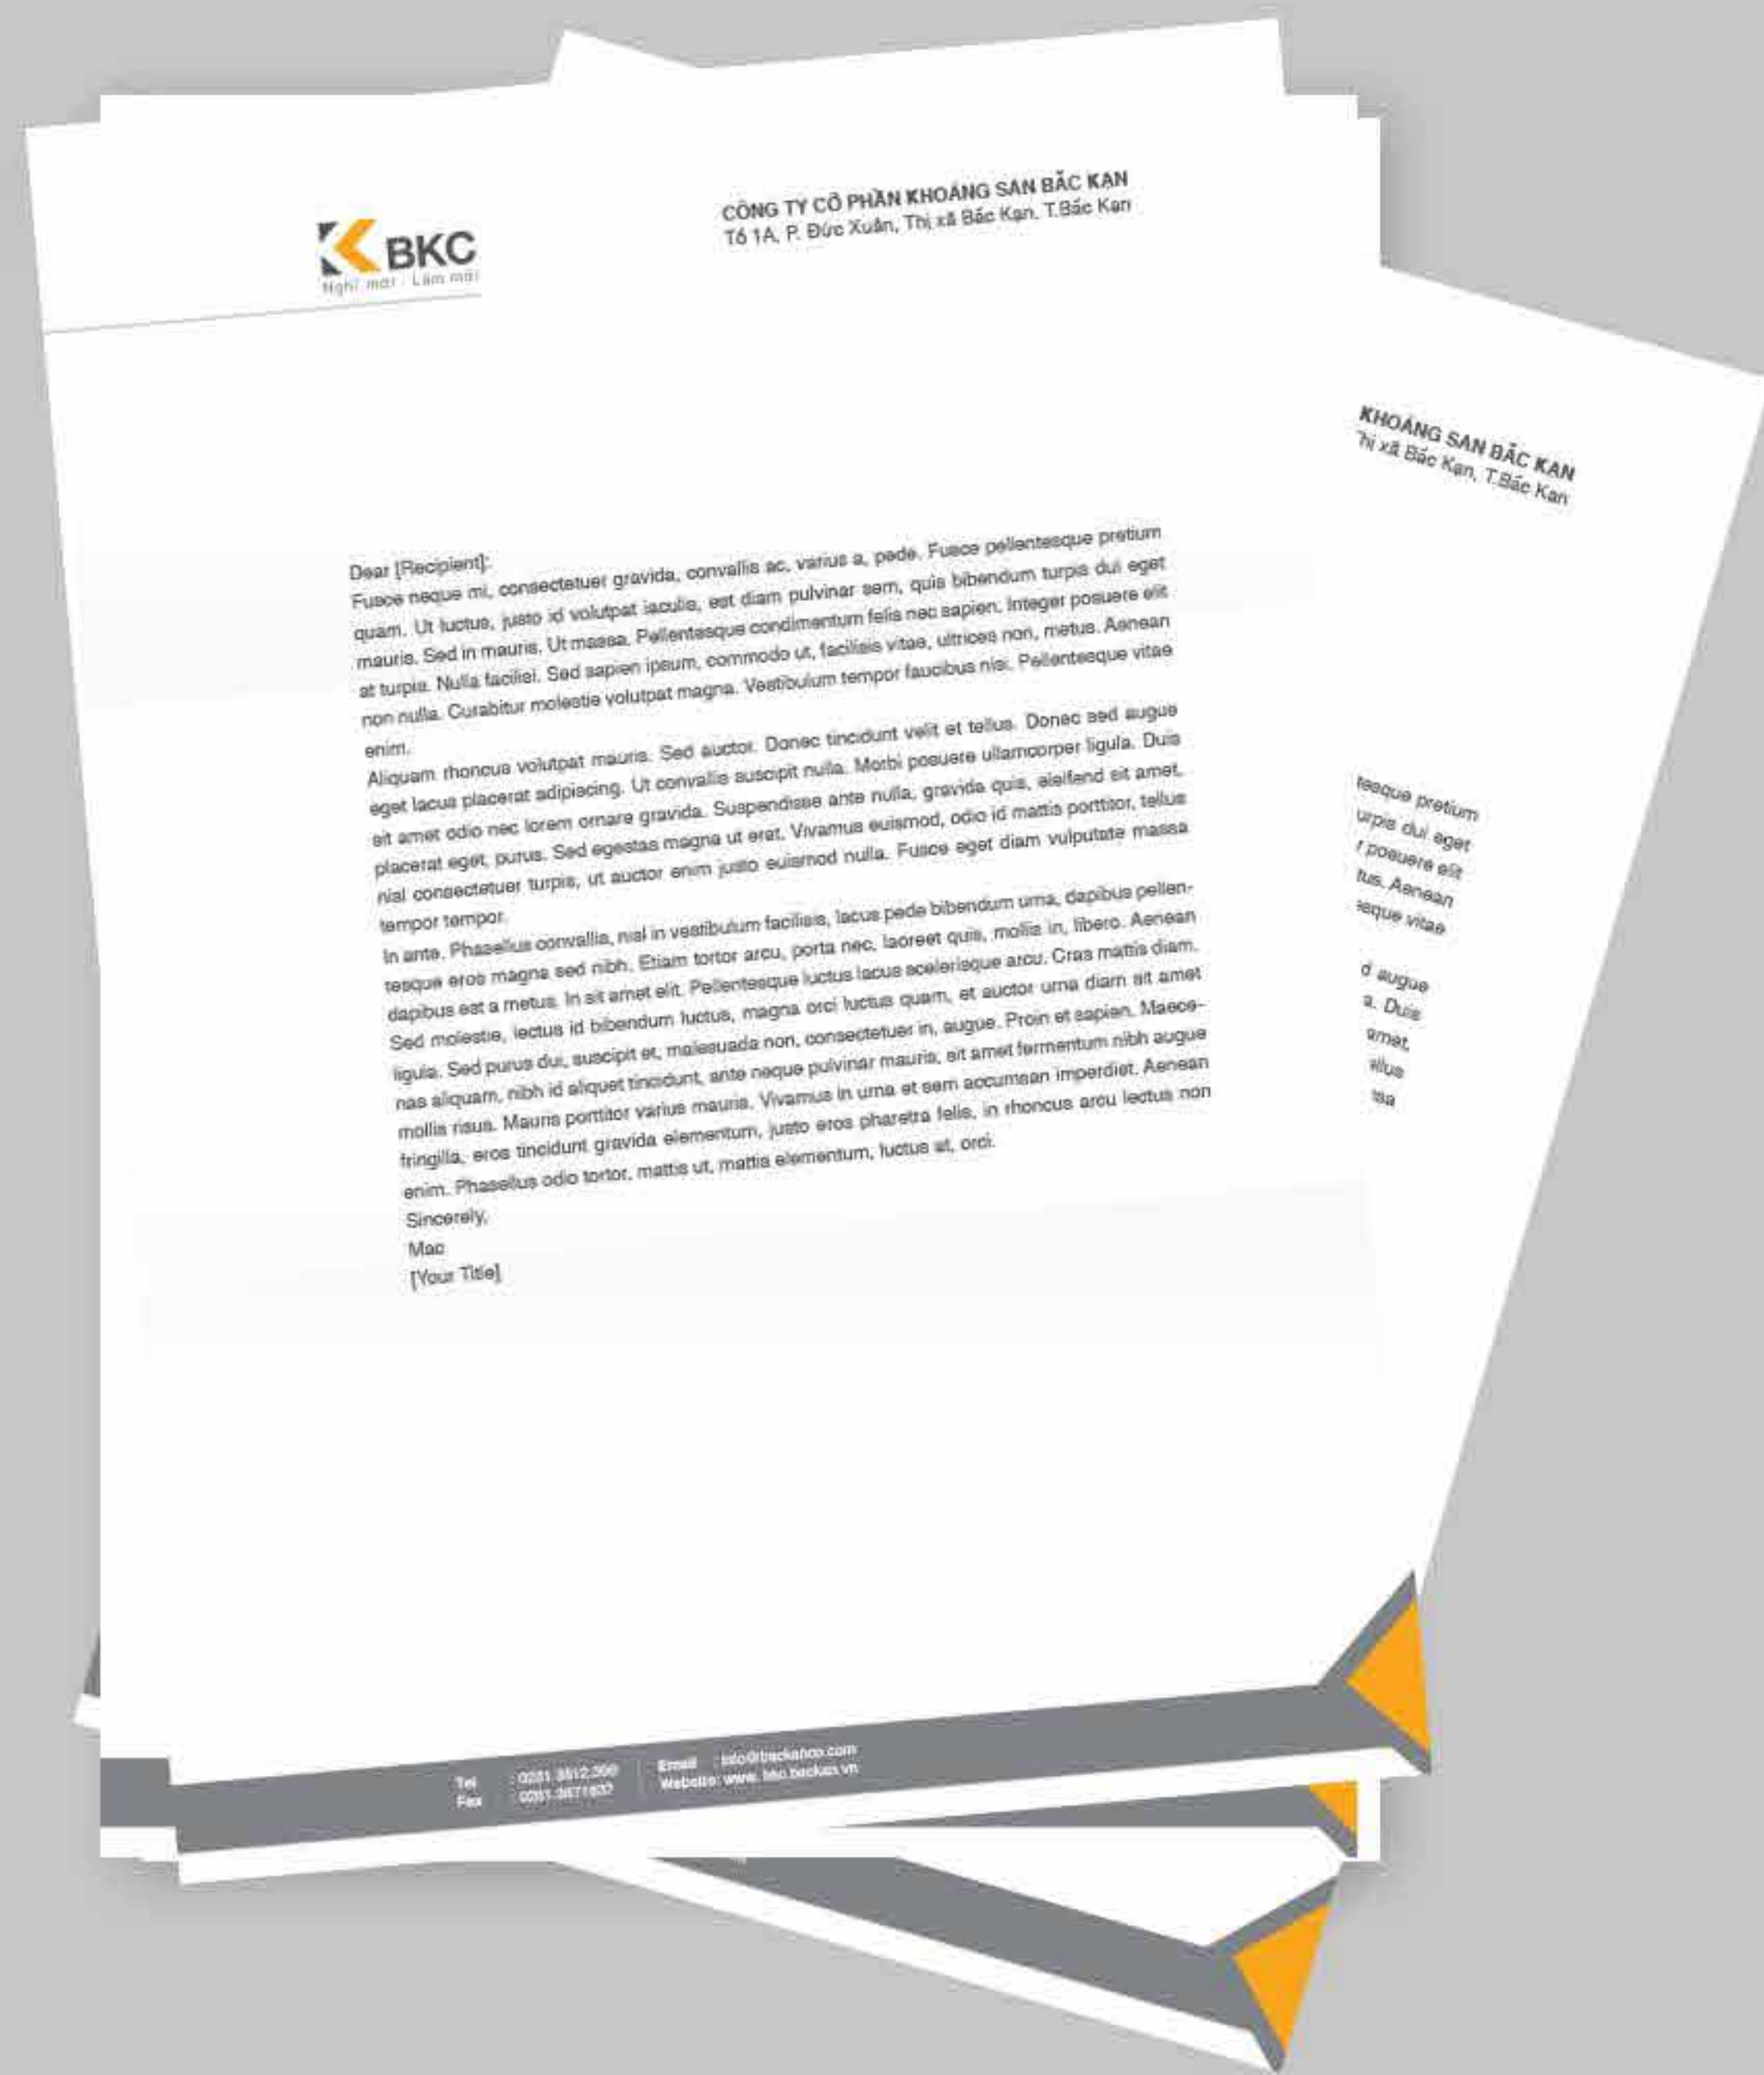 BKC
Nghĩ mới - Làm mới
CÔNG TY CỔ PHẦN KHOÁNG SẢN BẮC KẠN
Tổ 1A, P. Đức Xuân, Thị xã Bắc Kạn, T.Bắc Kạn
KHOÁNG SẢN BẮC KẠN
Thị xã Bắc Kạn, T.Bắc Kạn
Dear [Recipient]:
Fusce neque mi, consectetuer gravida, convallis ac, varius a, pede. Fusce pellentesque pretium
quam. Ut luctus, justo id volutpat iaculis, est diam pulvinar sem, quis bibendum turpis dui eget
mauris. Sed in mauris. Ut massa. Pellentesque condimentum felis nec sapien. Integer posuere elit
at turpis. Nulla facilisi. Sed sapien ipsum, commodo ut, facilisis vitae, ultrices non, metus. Aenean
non nulla. Curabitur molestie volutpat magna. Vestibulum tempor faucibus nisi. Pellentesque vitae
enim.
Aliquam rhoncus volutpat mauris. Sed auctor. Donec tincidunt velit et tellus. Donec sed augue
eget lacus placerat adipiscing. Ut convallis suscipit nulla. Morbi posuere ullamcorper ligula. Duis
sit amet odio nec lorem ornare gravida. Suspendisse ante nulla, gravida quis, eleifend sit amet,
placerat eget, purus. Sed egestas magna ut erat. Vivamus euismod, odio id mattis porttitor, tellus
nisl consectetuer turpis, ut auctor enim justo euismod nulla. Fusce eget diam vulputate massa
tempor tempor.
In ante. Phasellus convallis, nisl in vestibulum facilisis, lacus pede bibendum urna, dapibus pellen-
tesque eros magna sed nibh. Etiam tortor arcu, porta nec, laoreet quis, mollis in, libero. Aenean
dapibus est a metus. In sit amet elit. Pellentesque luctus lacus scelerisque arcu. Cras mattis diam.
Sed molestie, lectus id bibendum luctus, magna orci luctus quam, et auctor urna diam sit amet
ligula. Sed purus dui, suscipit et, malesuada non, consectetuer in, augue. Proin et sapien. Maece-
nas aliquam, nibh id aliquet tincidunt, ante neque pulvinar mauris, sit amet fermentum nibh augue
mollis risus. Mauris porttitor varius mauris. Vivamus in urna et sem accumsan imperdiet. Aenean
fringilla, eros tincidunt gravida elementum, justo eros pharetra felis, in rhoncus arcu lectus non
enim. Phasellus odio tortor, mattis ut, mattis elementum, luctus at, orci.
Sincerely,
Mac
[Your Title]
tesque pretium
urpis dui eget
r posuere elit
tus. Aenean
esque vitae
d augue
a. Duis
amet,
ellus
ssa
Tel
Fax
Email
Website: www. bkc.backan.vn